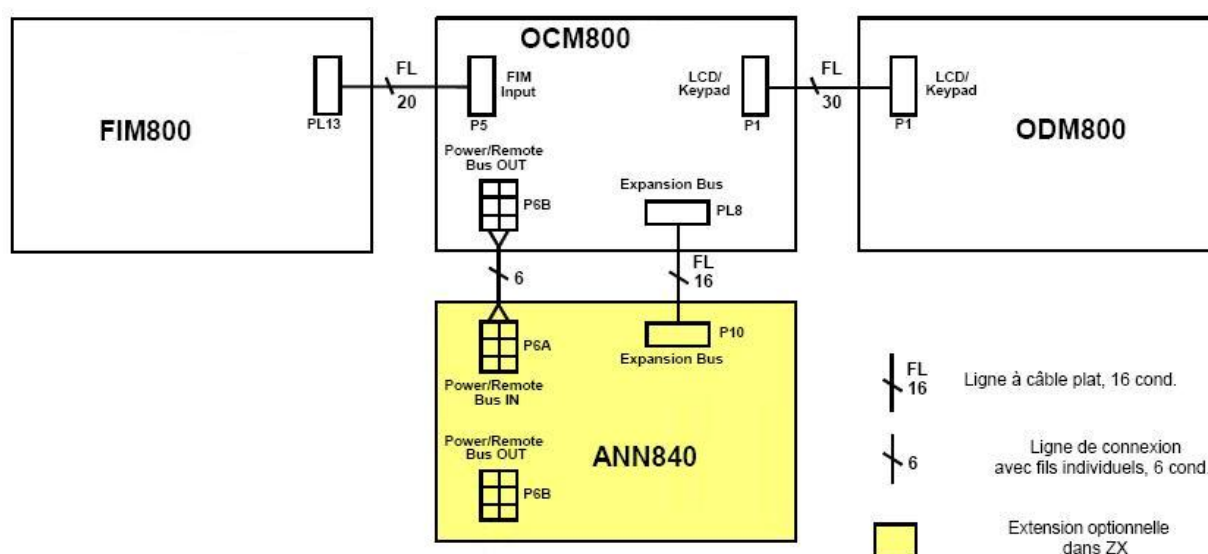 OCM800
FL
20
FIM
Input
LCD/
Keypad
FL
30
LCD/
Keypad
PL13
P5
P1
P1
FIM800
ODM800
Power/Remote
Bus OUT
P6B
Expansion Bus
PL8
6
FL
16
P6A
Power/Remote
Bus IN
P10
Expansion Bus
Power/Remote
Bus OUT
P6B
ANN840
FL
16
Ligne à câble plat, 16 cond.
6
Ligne de connexion
avec fils individuels, 6 cond.
Extension optionnelle
dans ZX